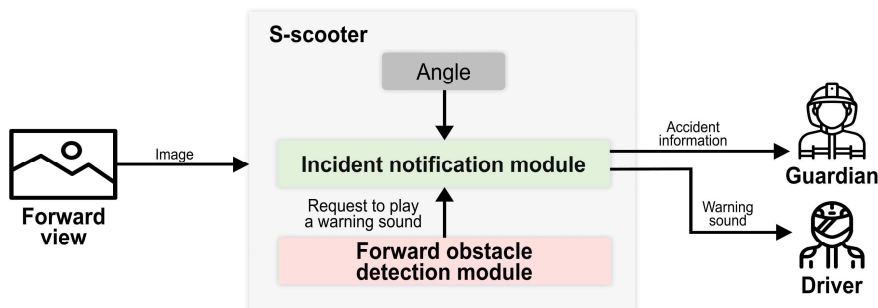 S-scooter
Angle
Image
Incident notification module
Accident
information
Guardian
Forward
view
Request to play
a warning sound
Warning
sound
Forward obstacle
detection module
Driver